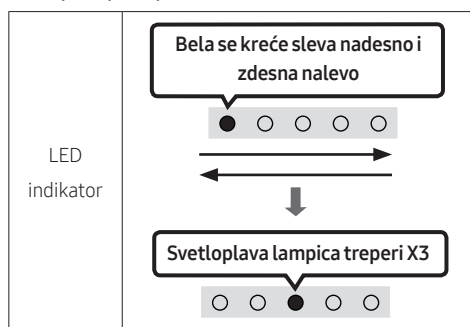 Bela se kreće sleva nadesno i
zdesna nalevo
LED
indikator
Svetloplava lampica treperi X3